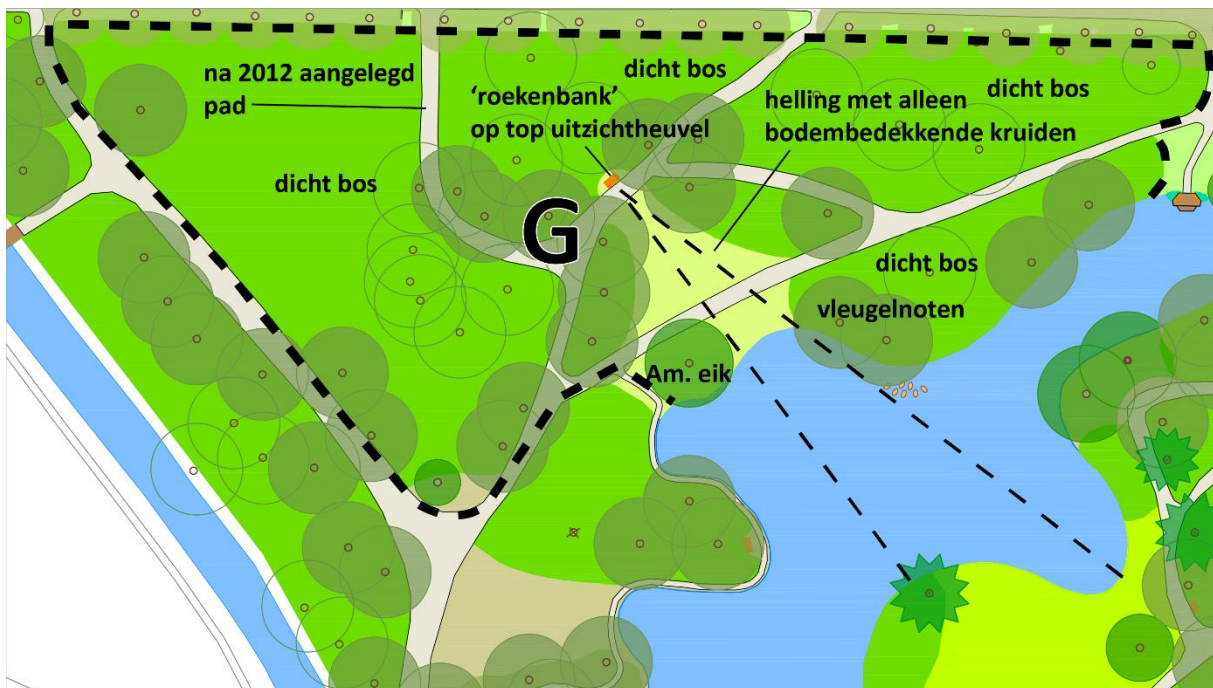 na 2012 aangelegd
pad
dicht bos
‘roekenbank’
op top uitzichtheuvel
dicht bos
helling met alleen
bodembedekkende kruiden
dicht bos
G
dicht bos
vleugelnoten
Am. eik